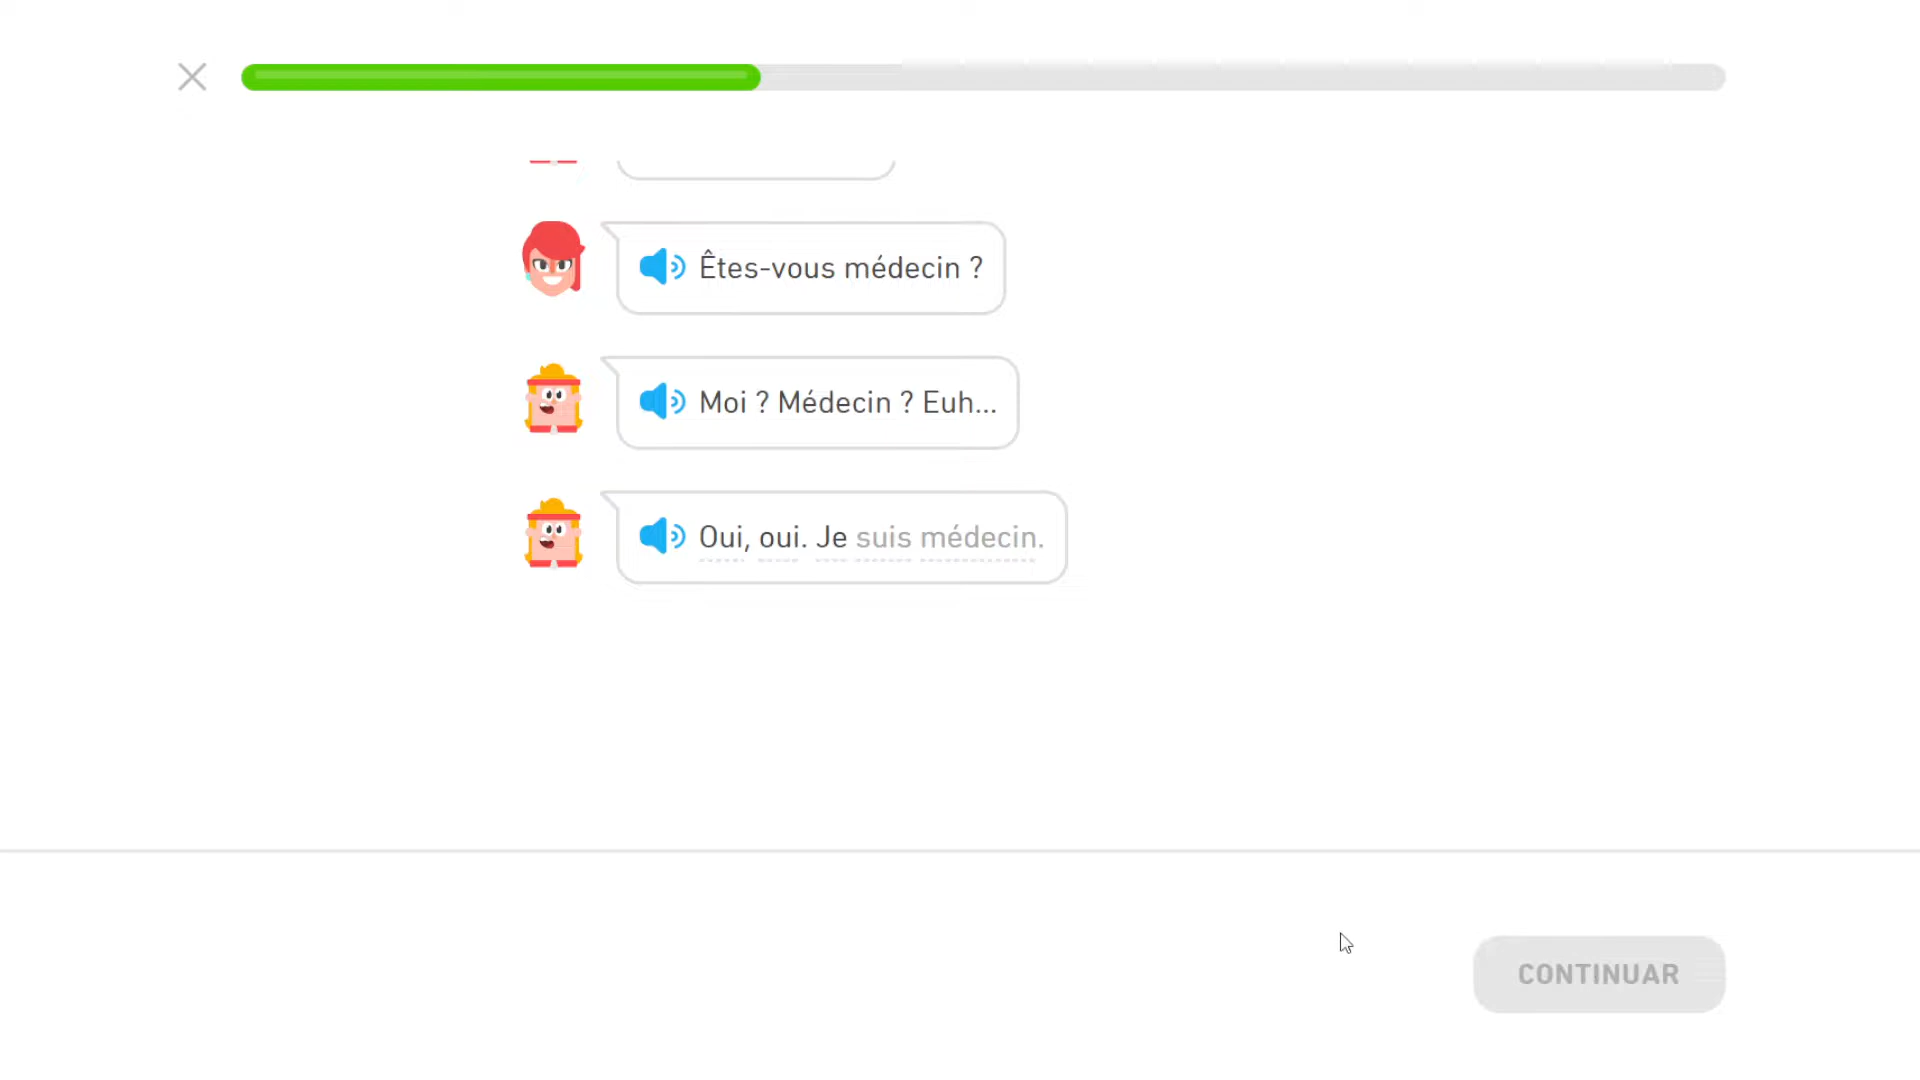 Êtes-vous médecin ?
Moi ? Médecin ? Euh...
Oui, oui. Je suis médecin.
CONTINUAR